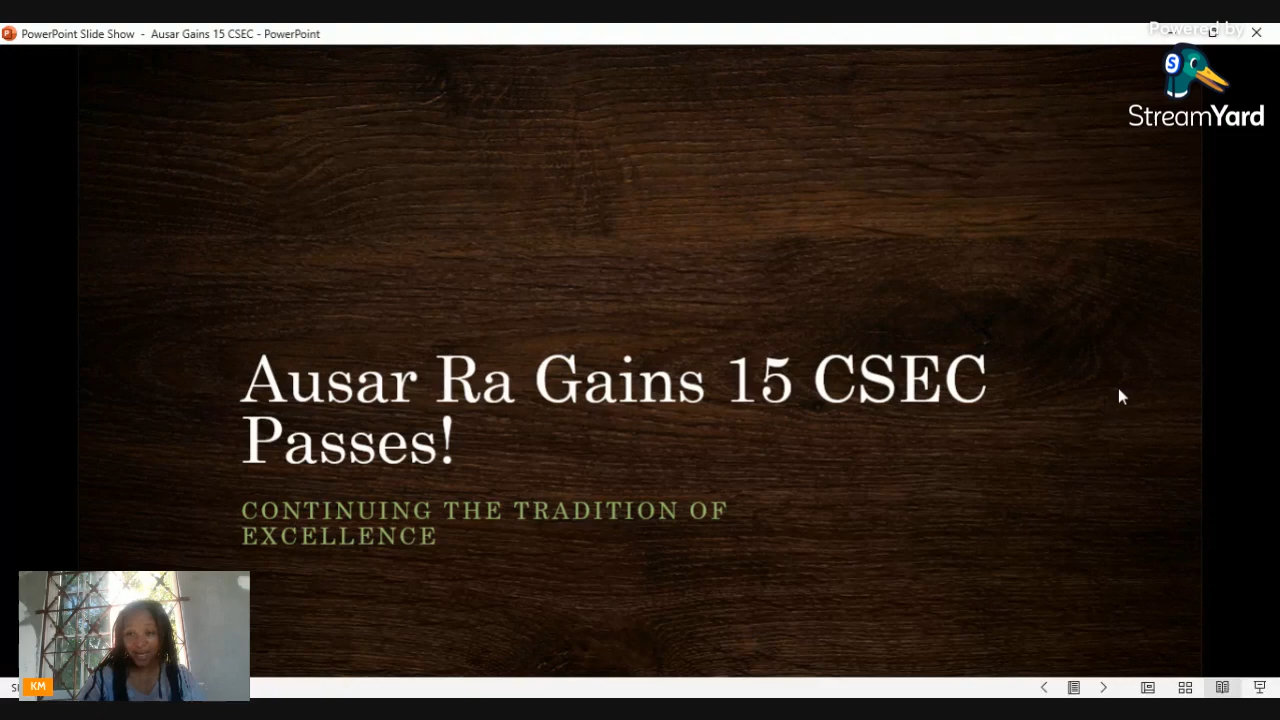 PowerPoint Slide Show - Ausar Gains 15 CSEC - PowerPoint
Powered by
S
StreamYard
Ausar Ra Gains 15 CSEC
Passes!
CONTINUING THE TRADITION OF
EXCELLENCE
KM